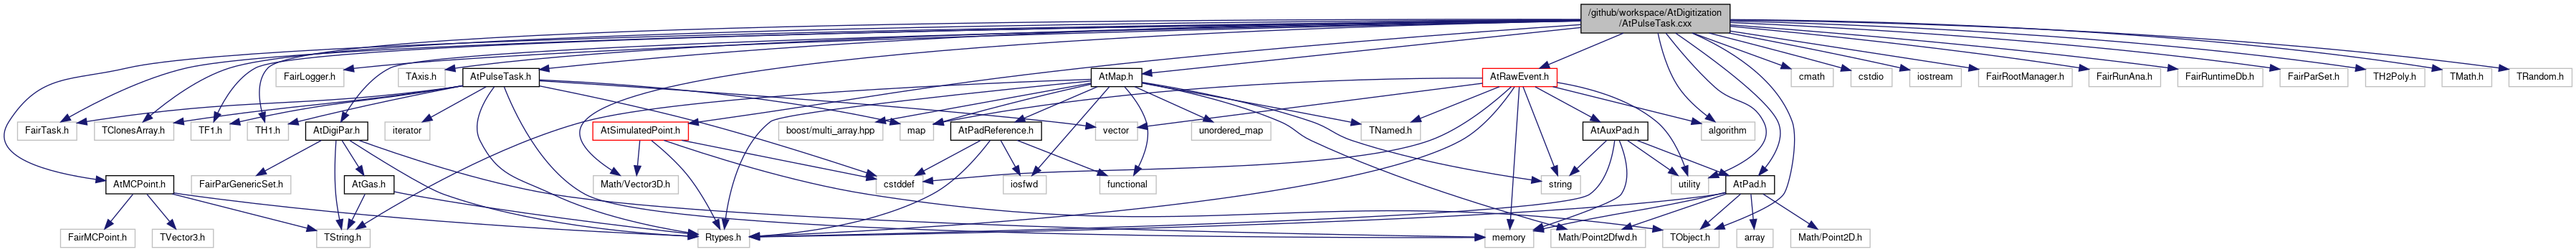 /github/workspace/AtDigitization
/AtPulseTask.cxx
FairLogger.h
TAxis.h
AtPulseTask.h
AtMap.h
AtRawEvent.h
cmath
cstdio
iostream
FairRootManager.h
FairRunAna.h
FairRuntimeDb.h
FairParSet.h
TH2Poly.h
TMath.h
TRandom.h
FairTask.h
TClonesArray.h
TF1.h
TH1.h
AtDigiPar.h
iterator
AtSimulatedPoint.h
boost/multi_array.hpp
map
AtPadReference.h
vector
unordered_map
TNamed.h
AtAuxPad.h
algorithm
AtMCPoint.h
FairParGenericSet.h
AtGas.h
Math/Vector3D.h
cstddef
iosfwd
functional
string
utility
AtPad.h
FairMCPoint.h
TVector3.h
TString.h
Rtypes.h
memory
Math/Point2Dfwd.h
TObject.h
array
Math/Point2D.h